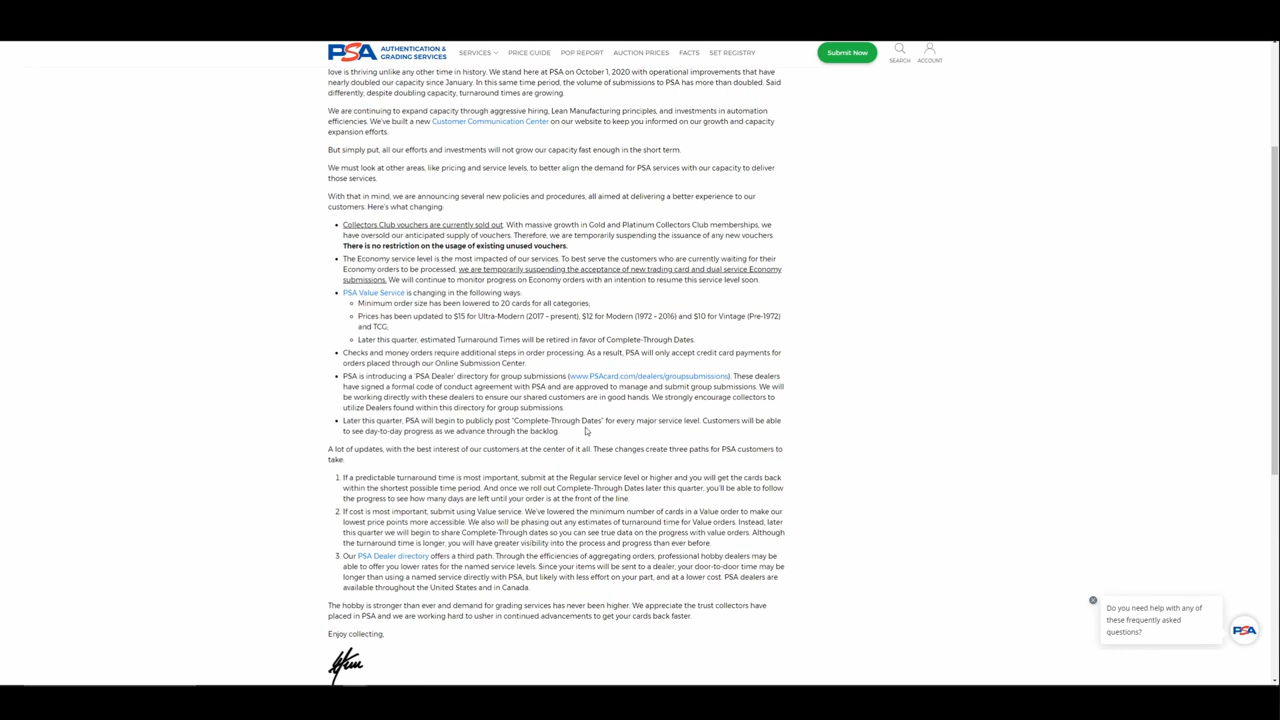 PSA AUTHENTICATION & GRADING SERVICES
SERVICES PRICE GUIDE POP REPORT AUCTION PRICES FACTS SET REGISTRY
Submit Now
SEARCH
ACCOUNT
love is thriving unlike any other time in history. We stand here at PSA on October 1, 2020 with operational improvements that have
nearly doubled our capacity since January. In this same time period, the volume of submissions to PSA has more than doubled. Said
differently, despite doubling capacity, turnaround times are growing.
We are continuing to expand capacity through aggressive hiring, Lean Manufacturing principles, and investments in automation
efficiencies. We've built a new Customer Communication Center on our website to keep you informed on our growth and capacity
expansion efforts.
But simply put, all our efforts and investments will not grow our capacity fast enough in the short term.
We must look at other areas, like pricing and service levels, to better align the demand for PSA services with our capacity to deliver
those services.
With that in mind, we are announcing several new policies and procedures, all aimed at delivering a better experience to our
customers. Here's what changing:
• Collectors Club vouchers are currently sold out. With massive growth in Gold and Platinum Collectors Club memberships, we
have oversold our anticipated supply of vouchers. Therefore, we are temporarily suspending the issuance of any new vouchers.
There is no restriction on the usage of existing unused vouchers.
• The Economy service level is the most impacted of our services. To best serve the customers who are currently waiting for their
Economy orders to be processed, we are temporarily suspending the acceptance of new trading card and dual service Economy
submissions. We will continue to monitor progress on Economy orders with an intention to resume this service level soon.
• PSA Value Service is changing in the following ways:
Minimum order size has been lowered to 20 cards for all categories;
Prices has been updated to $15 for Ultra-Modern (2017 – present), $12 for Modern (1972 – 2016) and $10 for Vintage (Pre-1972)
and TCG;
Later this quarter, estimated Turnaround Times will be retired in favor of Complete-Through Dates.
• Checks and money orders require additional steps in order processing. As a result, PSA will only accept credit card payments for
orders placed through our Online Submission Center.
• PSA is introducing a 'PSA Dealer' directory for group submissions (www.PSAcard.com/dealers/groupsubmissions). These dealers
have signed a formal code of conduct agreement with PSA and are approved to manage and submit group submissions. We will
be working directly with these dealers to ensure our shared customers are in good hands. We strongly encourage collectors to
utilize Dealers found within this directory for group submissions.
• Later this quarter, PSA will begin to publicly post "Complete-Through Dates" for every major service level. Customers will be able
to see day-to-day progress as we advance through the backlog.
A lot of updates, with the best interest of our customers at the center of it all. These changes create three paths for PSA customers to
take.
1. If a predictable turnaround time is most important, submit at the Regular service level or higher and you will get the cards back
within the shortest possible time period. And once we roll out Complete-Through Dates later this quarter, you'll be able to follow
the progress to see how many days are left until your order is at the front of the line.
2. If cost is most important, submit using Value service. We've lowered the minimum number of cards in a Value order to make our
lowest price points more accessible. We also will be phasing out any estimates of turnaround time for Value orders. Instead, later
this quarter we will begin to share Complete-Through dates so you can see true data on the progress with value orders. Although
the turnaround time is longer, you will have greater visibility into the process and progress than ever before.
3. Our PSA Dealer directory offers a third path. Through the efficiencies of aggregating orders, professional hobby dealers may be
able to offer you lower rates for the named service levels. Since your items will be sent to a dealer, your door-to-door time may be
longer than using a named service directly with PSA, but likely with less effort on your part, and at a lower cost. PSA dealers are
available throughout the United States and in Canada.
The hobby is stronger than ever and demand for grading services has never been higher. We appreciate the trust collectors have
placed in PSA and we are working hard to usher in continued advancements to get your cards back faster.
Enjoy collecting,
Do you need help with any
of these frequently asked
questions?
PSA